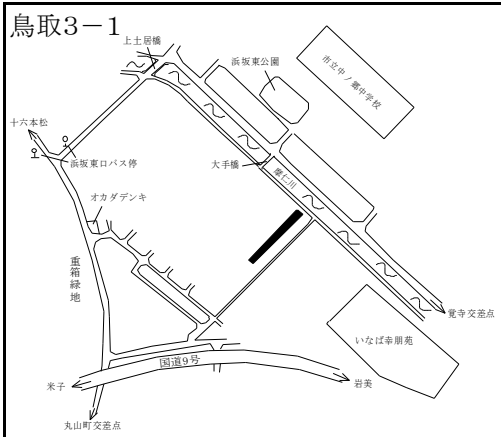 鳥取3－1
上土居橋
浜坂東公園
市立中ノ郷中学校
十六本松
浜坂東口バス停
大手橋
摩仁川
オカダデンキ
重箱緑地
覚寺交差点
いなば幸朋苑
国道9号
米子
岩美
丸山町交差点